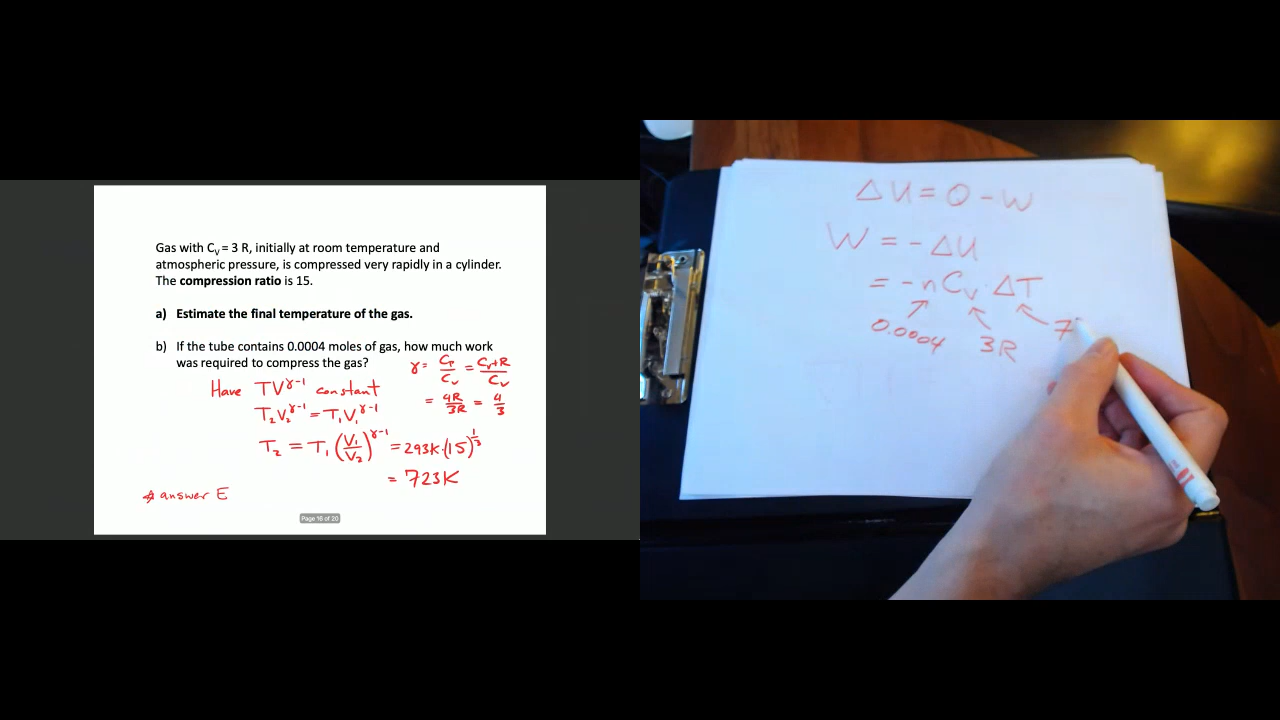 Gas with Cv = 3 R, initially at room temperature and
atmospheric pressure, is compressed very rapidly in a cylinder.
The compression ratio is 15.
a) Estimate the final temperature of the gas.
b) If the tube contains 0.0004 moles of gas, how much work
was required to compress the gas?
γ = Cp/Cv = Cv+R/Cv
= 4R/3R = 4/3
Have TV^γ-1 constant
T₂V₂^γ-1 = T₁V₁^γ-1
T₂ = T₁ (V₁/V₂)^γ-1 = 293K·(15)^1/3
= 723K
answer E
Page 16 of 20
ΔU = Q - W
W = - ΔU
= - n Cv · ΔT
0.0004 3R 7